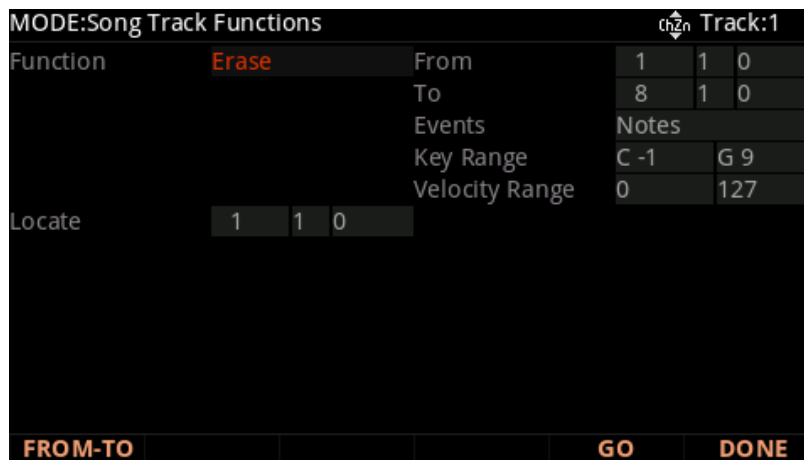 MODE:Song Track Functions ChZn Track:1
Function Erase From 1 1 0
To 8 1 0
Events Notes
Key Range C -1 G 9
Velocity Range 0 127
Locate 1 1 0
FROM-TO GO DONE